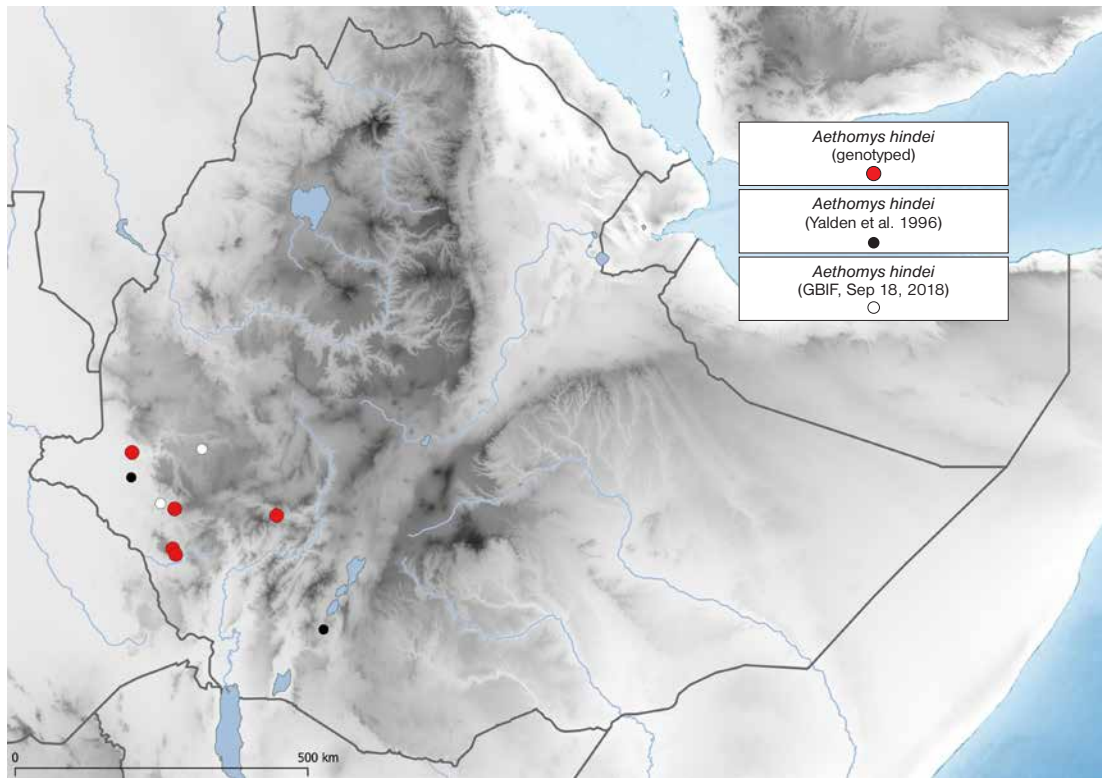 Aethomys hindei
(genotyped)
Aethomys hindei
(Yalden et al. 1996)
Aethomys hindei
(GBIF, Sep 18, 2018)
0
500 km